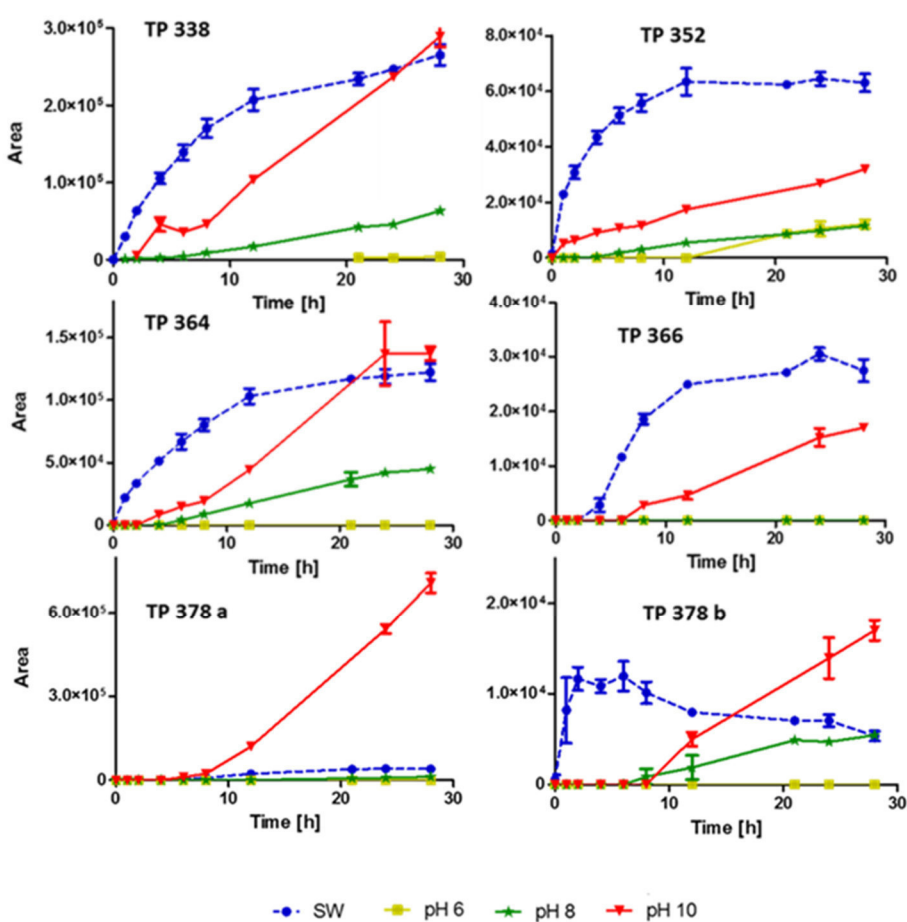 TP 338
3.0×10⁵
2.0×10⁵
1.0×10⁵
0
Area
0 10 20 30
Time [h]
TP 352
8.0×10⁴
6.0×10⁴
4.0×10⁴
2.0×10⁴
0
0 10 20 30
Time [h]
TP 364
1.5×10⁵
1.0×10⁵
5.0×10⁴
0
Area
0 10 20 30
Time [h]
TP 366
4.0×10⁴
3.0×10⁴
2.0×10⁴
1.0×10⁴
0
0 10 20 30
Time [h]
TP 378 a
6.0×10⁵
3.0×10⁵
0
Area
0 10 20 30
Time [h]
TP 378 b
2.0×10⁴
1.0×10⁴
0
0 10 20 30
Time [h]
SW pH 6 pH 8 pH 10